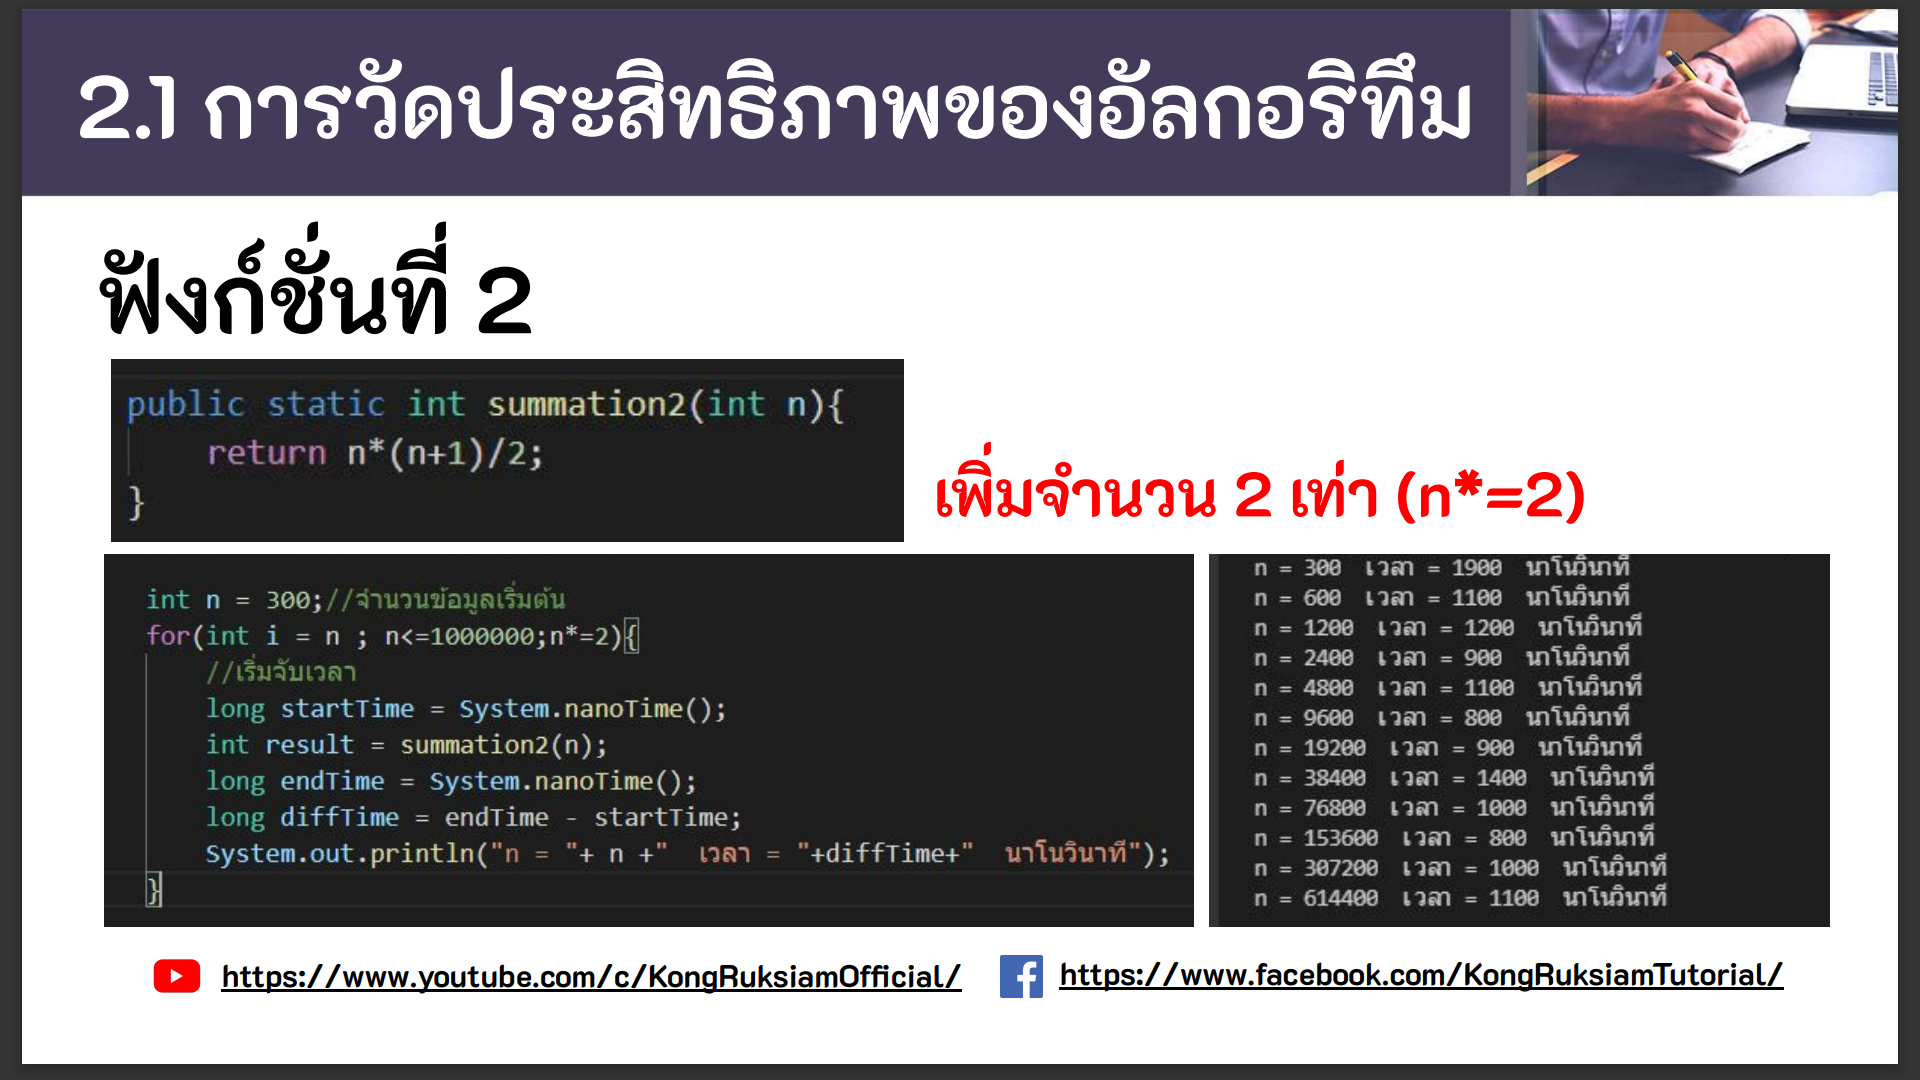 2.1 การวัดประสิทธิภาพของอัลกอริทึม
ฟังก์ชั่นที่ 2
public static int summation2(int n){
    return n*(n+1)/2;
}
เพิ่มจำนวน 2 เท่า (n*=2)
int n = 300;//จำนวนข้อมูลเริ่มต้น
for(int i = n ; n<=1000000;n*=2){
    //เริ่มจับเวลา
    long startTime = System.nanoTime();
    int result = summation2(n);
    long endTime = System.nanoTime();
    long diffTime = endTime - startTime;
    System.out.println("n = "+ n +"  เวลา = "+diffTime+"  นาโนวินาที");
}
n = 300  เวลา = 1900  นาโนวินาที
n = 600  เวลา = 1100  นาโนวินาที
n = 1200  เวลา = 1200  นาโนวินาที
n = 2400  เวลา = 900  นาโนวินาที
n = 4800  เวลา = 1100  นาโนวินาที
n = 9600  เวลา = 800  นาโนวินาที
n = 19200  เวลา = 900  นาโนวินาที
n = 38400  เวลา = 1400  นาโนวินาที
n = 76800  เวลา = 1000  นาโนวินาที
n = 153600  เวลา = 800  นาโนวินาที
n = 307200  เวลา = 1000  นาโนวินาที
n = 614400  เวลา = 1100  นาโนวินาที
https://www.youtube.com/c/KongRuksiamOfficial/
https://www.facebook.com/KongRuksiamTutorial/